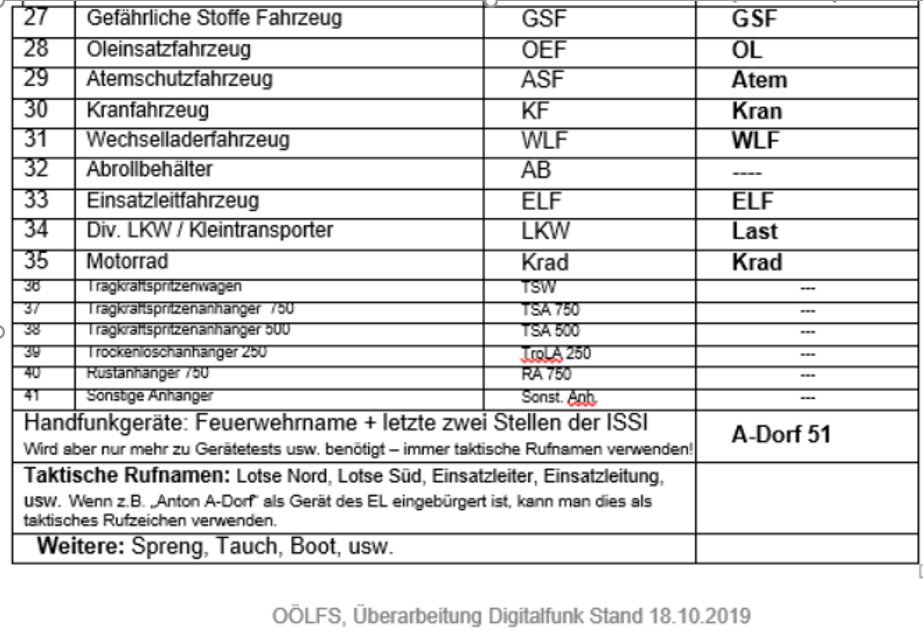 27 Gefährliche Stoffe Fahrzeug GSF GSF
28 Öleinsatzfahrzeug OEF OL
29 Atemschutzfahrzeug ASF Atem
30 Kranfahrzeug KF Kran
31 Wechselladerfahrzeug WLF WLF
32 Abrollbehälter AB ----
33 Einsatzleitfahrzeug ELF ELF
34 Div. LKW / Kleintransporter LKW Last
35 Motorrad Krad Krad
36 Tragkraftspritzenwagen TSW ---
37 Tragkraftspritzenanhänger 750 TSA 750 ---
38 Tragkraftspritzenanhänger 500 TSA 500 ---
39 Trockenlöschanhänger 250 TroLA 250 ---
40 Rüstanhänger 750 RA 750 ---
41 Sonstige Anhänger Sonst. Anh. ---
Handfunkgeräte: Feuerwehrname + letzte zwei Stellen der ISSI
Wird aber nur mehr zu Gerätetests usw. benötigt – immer taktische Rufnamen verwenden!
A-Dorf 51
Taktische Rufnamen: Lotse Nord, Lotse Süd, Einsatzleiter, Einsatzleitung,
usw. Wenn z.B. „Anton A-Dorf" als Gerät des EL eingebürgert ist, kann man dies als
taktisches Rufzeichen verwenden.
Weitere: Spreng, Tauch, Boot, usw.
OÖLFS, Überarbeitung Digitalfunk Stand 18.10.2019